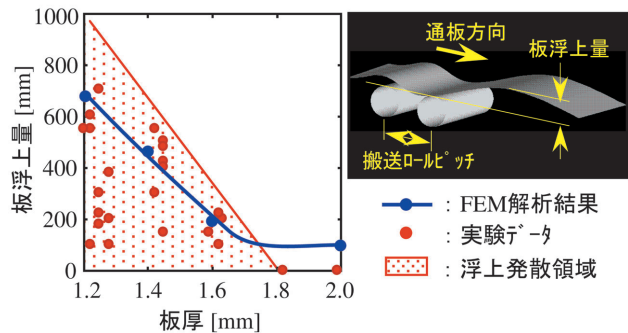 1000
800
600
400
200
0
板浮上量 [mm]
1.2
1.4
1.6
1.8
2.0
板厚 [mm]
通板方向
板浮上量
搬送ロールピッチ
: FEM解析結果
: 実験データ
: 浮上発散領域